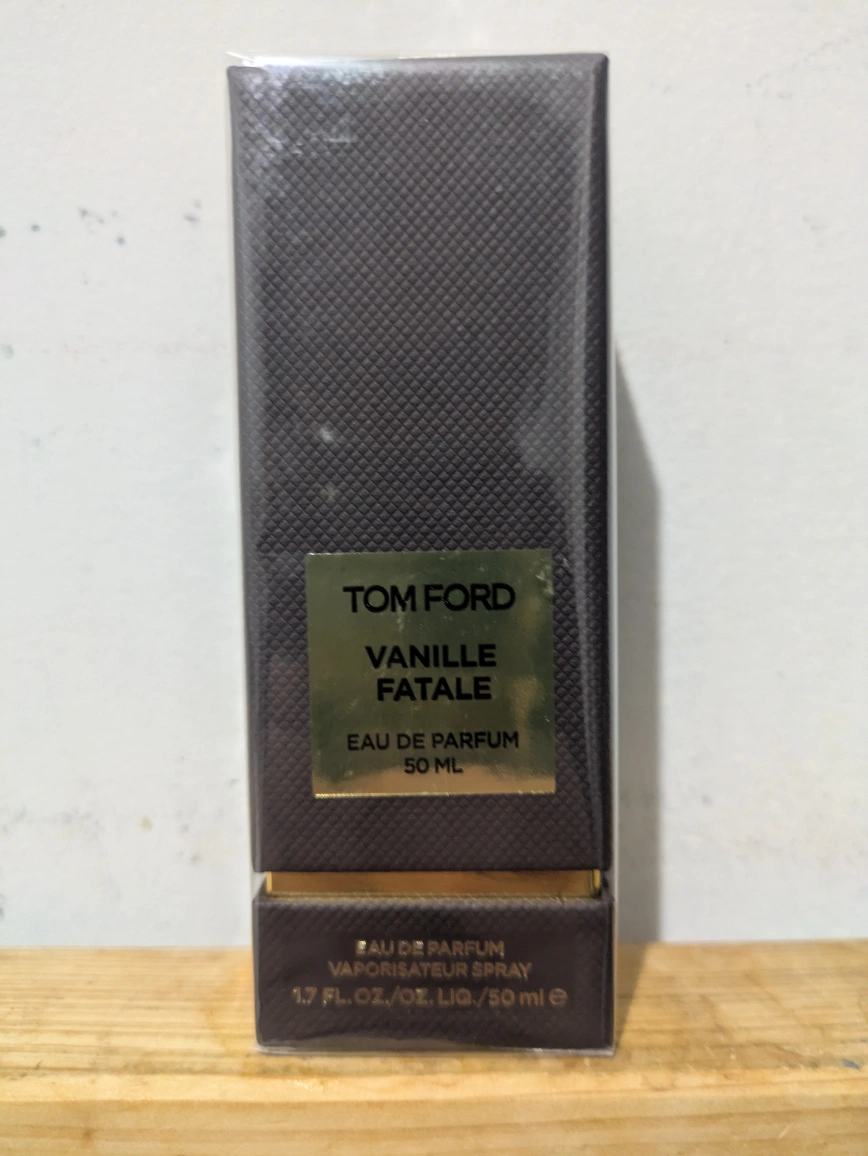 TOM FORD
VANILLE
FATALE
EAU DE PARFUM
50 ML
EAU DE PARFUM
VAPORISATEUR SPRAY
1.7 FL. OZ./OZ. LIQ./50 ml ℮